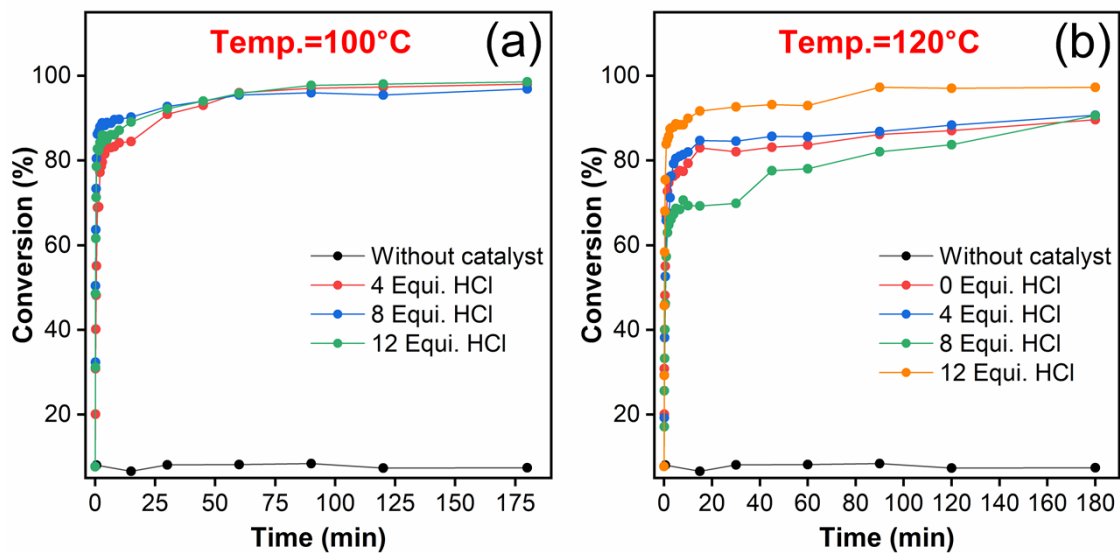 Temp.=100°C
(a)
Conversion (%)
100
80
60
40
20
Without catalyst
4 Equi. HCl
8 Equi. HCl
12 Equi. HCl
0 25 50 75 100 125 150 175
Time (min)
Temp.=120°C
(b)
Conversion (%)
100
80
60
40
20
Without catalyst
0 Equi. HCl
4 Equi. HCl
8 Equi. HCl
12 Equi. HCl
0 20 40 60 80 100 120 140 160 180
Time (min)